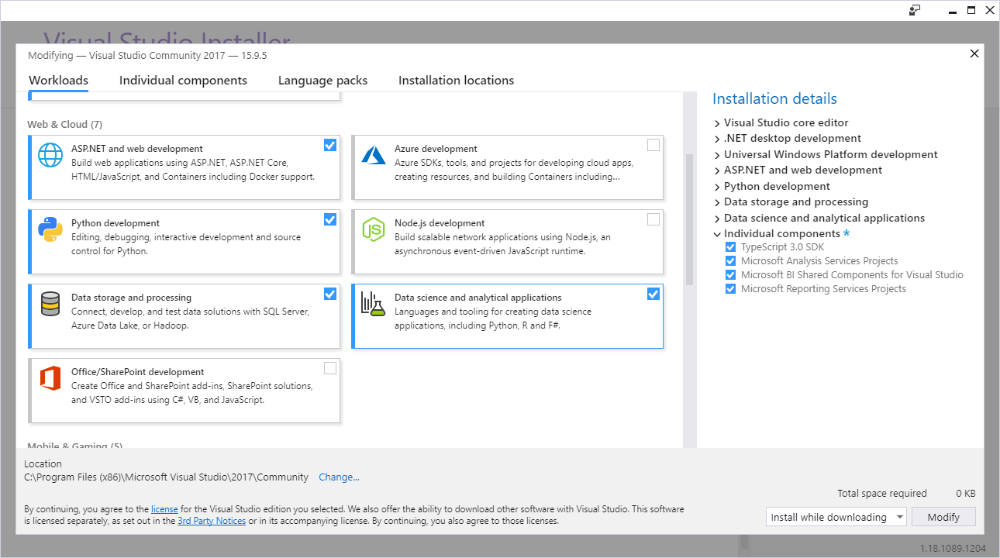 Visual Studio Installer
Modifying — Visual Studio Community 2017 — 15.9.5
Workloads
Individual components
Language packs
Installation locations
Web & Cloud (7)
ASP.NET and web development
Build web applications using ASP.NET, ASP.NET Core,
HTML/JavaScript, and Containers including Docker support.
Azure development
Azure SDKs, tools, and projects for developing cloud apps,
creating resources, and building Containers including...
Python development
Editing, debugging, interactive development and source
control for Python.
Node.js development
Build scalable network applications using Node.js, an
asynchronous event-driven JavaScript runtime.
Data storage and processing
Connect, develop, and test data solutions with SQL Server,
Azure Data Lake, or Hadoop.
Data science and analytical applications
Languages and tooling for creating data science
applications, including Python, R and F#.
Office/SharePoint development
Create Office and SharePoint add-ins, SharePoint solutions,
and VSTO add-ins using C#, VB, and JavaScript.
Mobile & Gaming (5)
Installation details
Visual Studio core editor
.NET desktop development
Universal Windows Platform development
ASP.NET and web development
Python development
Data storage and processing
Data science and analytical applications
Individual components *
TypeScript 3.0 SDK
Microsoft Analysis Services Projects
Microsoft BI Shared Components for Visual Studio
Microsoft Reporting Services Projects
Location
C:\Program Files (x86)\Microsoft Visual Studio\2017\Community Change...
Total space required 0 KB
By continuing, you agree to the license for the Visual Studio edition you selected. We also offer the ability to download other software with Visual Studio. This software
is licensed separately, as set out in the 3rd Party Notices or in its accompanying license. By continuing, you also agree to those licenses.
Install while downloading
Modify
1.18.1089.1204